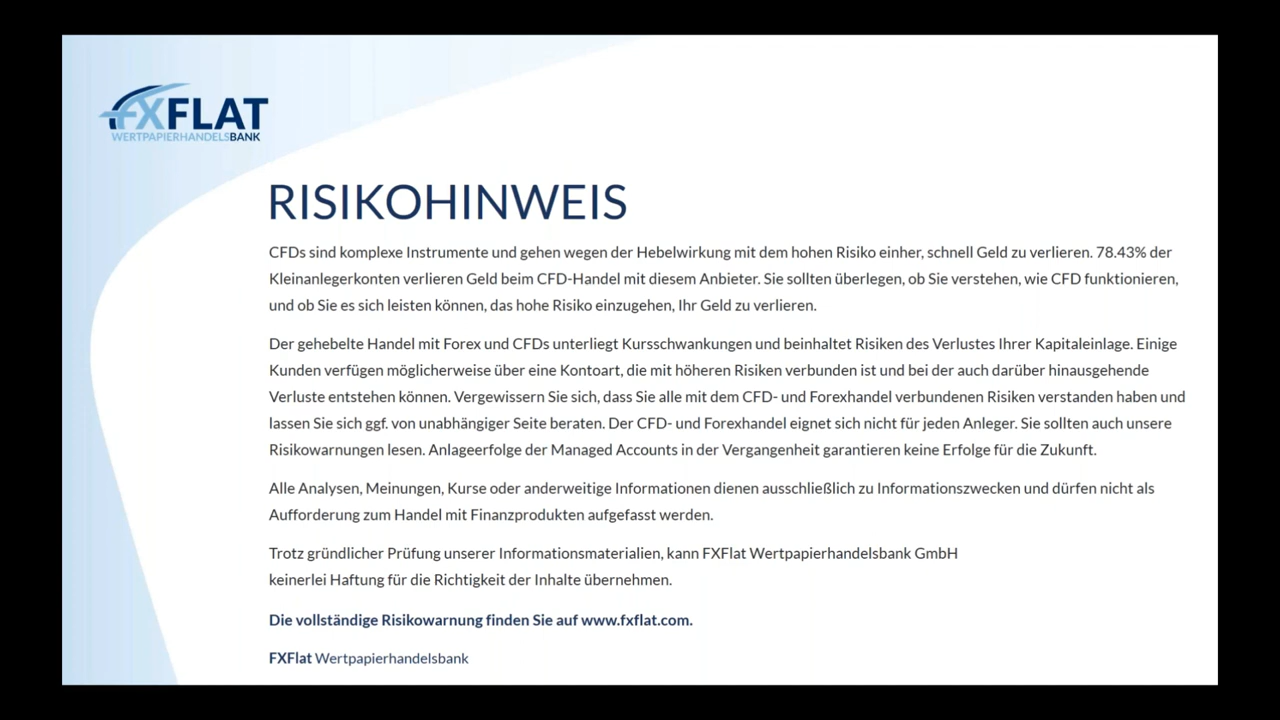 FXFLAT
WERTPAPIERHANDELSBANK
RISIKOHINWEIS
CFDs sind komplexe Instrumente und gehen wegen der Hebelwirkung mit dem hohen Risiko einher, schnell Geld zu verlieren. 78.43% der
Kleinanlegerkonten verlieren Geld beim CFD-Handel mit diesem Anbieter. Sie sollten überlegen, ob Sie verstehen, wie CFD funktionieren,
und ob Sie es sich leisten können, das hohe Risiko einzugehen, Ihr Geld zu verlieren.
Der gehebelte Handel mit Forex und CFDs unterliegt Kursschwankungen und beinhaltet Risiken des Verlustes Ihrer Kapitaleinlage. Einige
Kunden verfügen möglicherweise über eine Kontoart, die mit höheren Risiken verbunden ist und bei der auch darüber hinausgehende
Verluste entstehen können. Vergewissern Sie sich, dass Sie alle mit dem CFD- und Forexhandel verbundenen Risiken verstanden haben und
lassen Sie sich ggf. von unabhängiger Seite beraten. Der CFD- und Forexhandel eignet sich nicht für jeden Anleger. Sie sollten auch unsere
Risikowarnungen lesen. Anlageerfolge der Managed Accounts in der Vergangenheit garantieren keine Erfolge für die Zukunft.
Alle Analysen, Meinungen, Kurse oder anderweitige Informationen dienen ausschließlich zu Informationszwecken und dürfen nicht als
Aufforderung zum Handel mit Finanzprodukten aufgefasst werden.
Trotz gründlicher Prüfung unserer Informationsmaterialien, kann FXFlat Wertpapierhandelsbank GmbH
keinerlei Haftung für die Richtigkeit der Inhalte übernehmen.
Die vollständige Risikowarnung finden Sie auf www.fxflat.com.
FXFlat Wertpapierhandelsbank